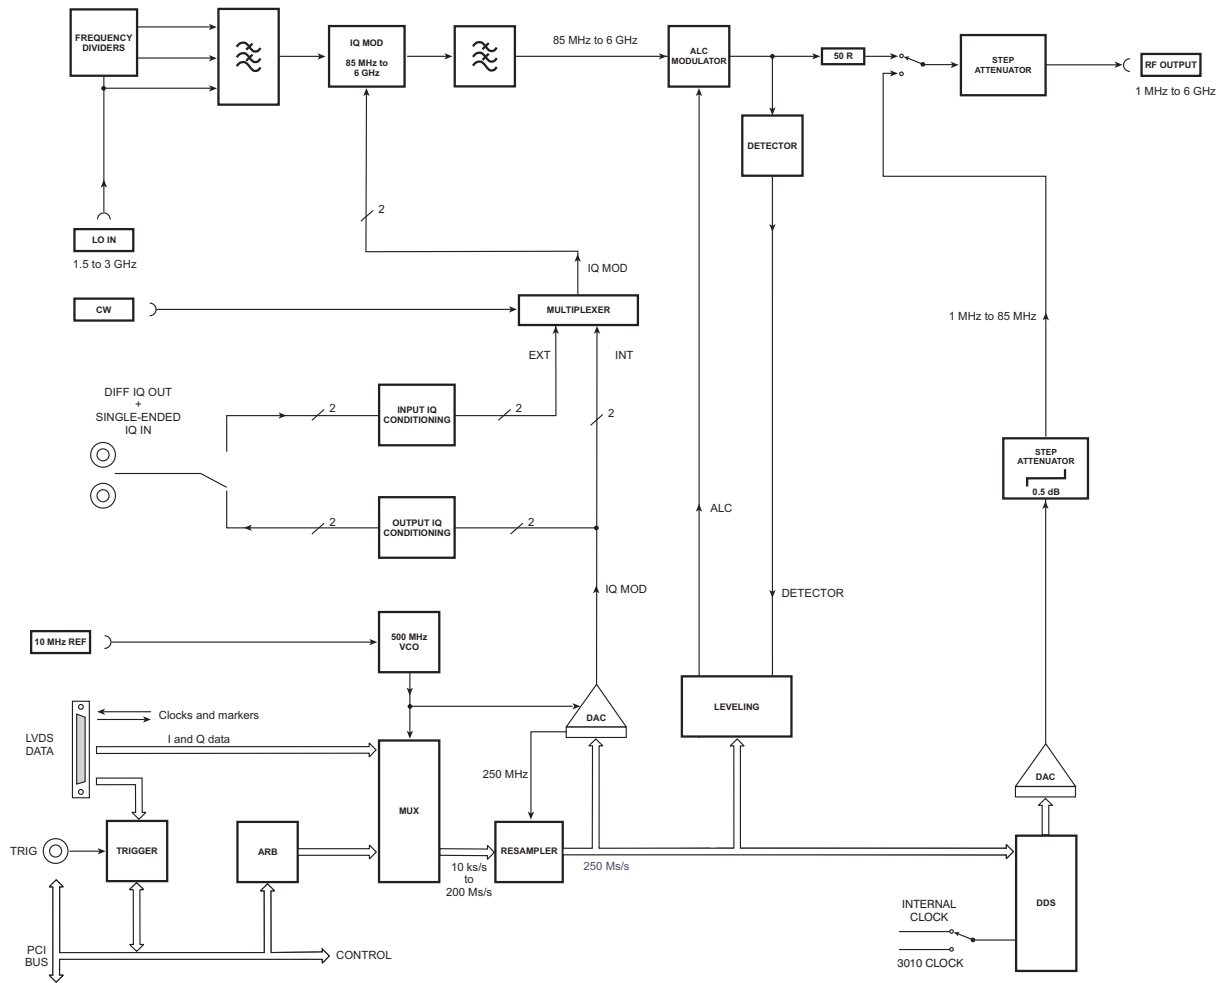 FREQUENCY
DIVIDERS
IQ MOD
85 MHz to
6 GHz
85 MHz to 6 GHz
ALC
MODULATOR
50 R
STEP
ATTENUATOR
RF OUTPUT
1 MHz to 6 GHz
DETECTOR
2
LO IN
1.5 to 3 GHz
IQ MOD
CW
MULTIPLEXER
1 MHz to 85 MHz
EXT
INT
DIFF IQ OUT
+
SINGLE-ENDED
IQ IN
2
INPUT IQ
CONDITIONING
2
2
STEP
ATTENUATOR
0.5 dB
2
OUTPUT IQ
CONDITIONING
2
ALC
IQ MOD
DETECTOR
10 MHz REF
500 MHz
VCO
LVDS
DATA
Clocks and markers
I and Q data
DAC
LEVELING
250 MHz
DAC
MUX
TRIG
TRIGGER
ARB
RESAMPLER
10 ks/s
to
200 Ms/s
250 Ms/s
DDS
INTERNAL
CLOCK
3010 CLOCK
PCI
BUS
CONTROL